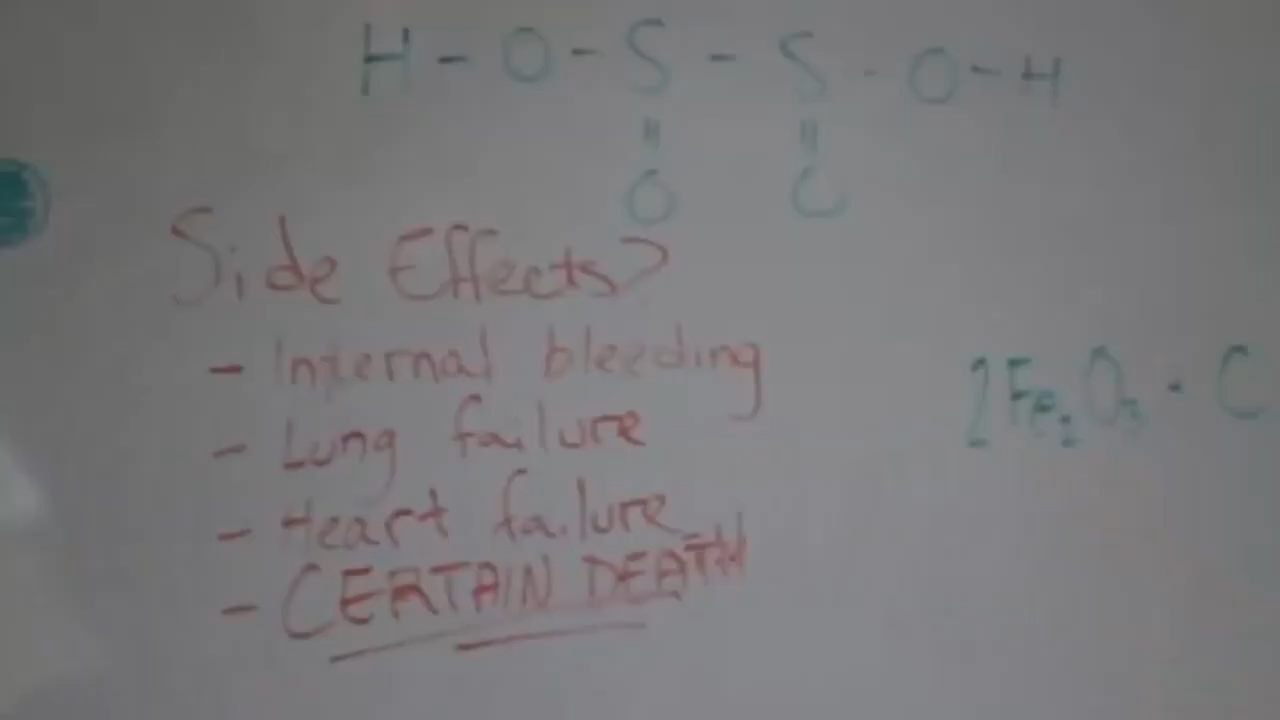 H - O - S - S - O - H
= =
O O
Side Effects?
- Internal bleeding
- Lung failure
2Fe₂O₃ · C
- Heart failure
- CERTAIN DEATH